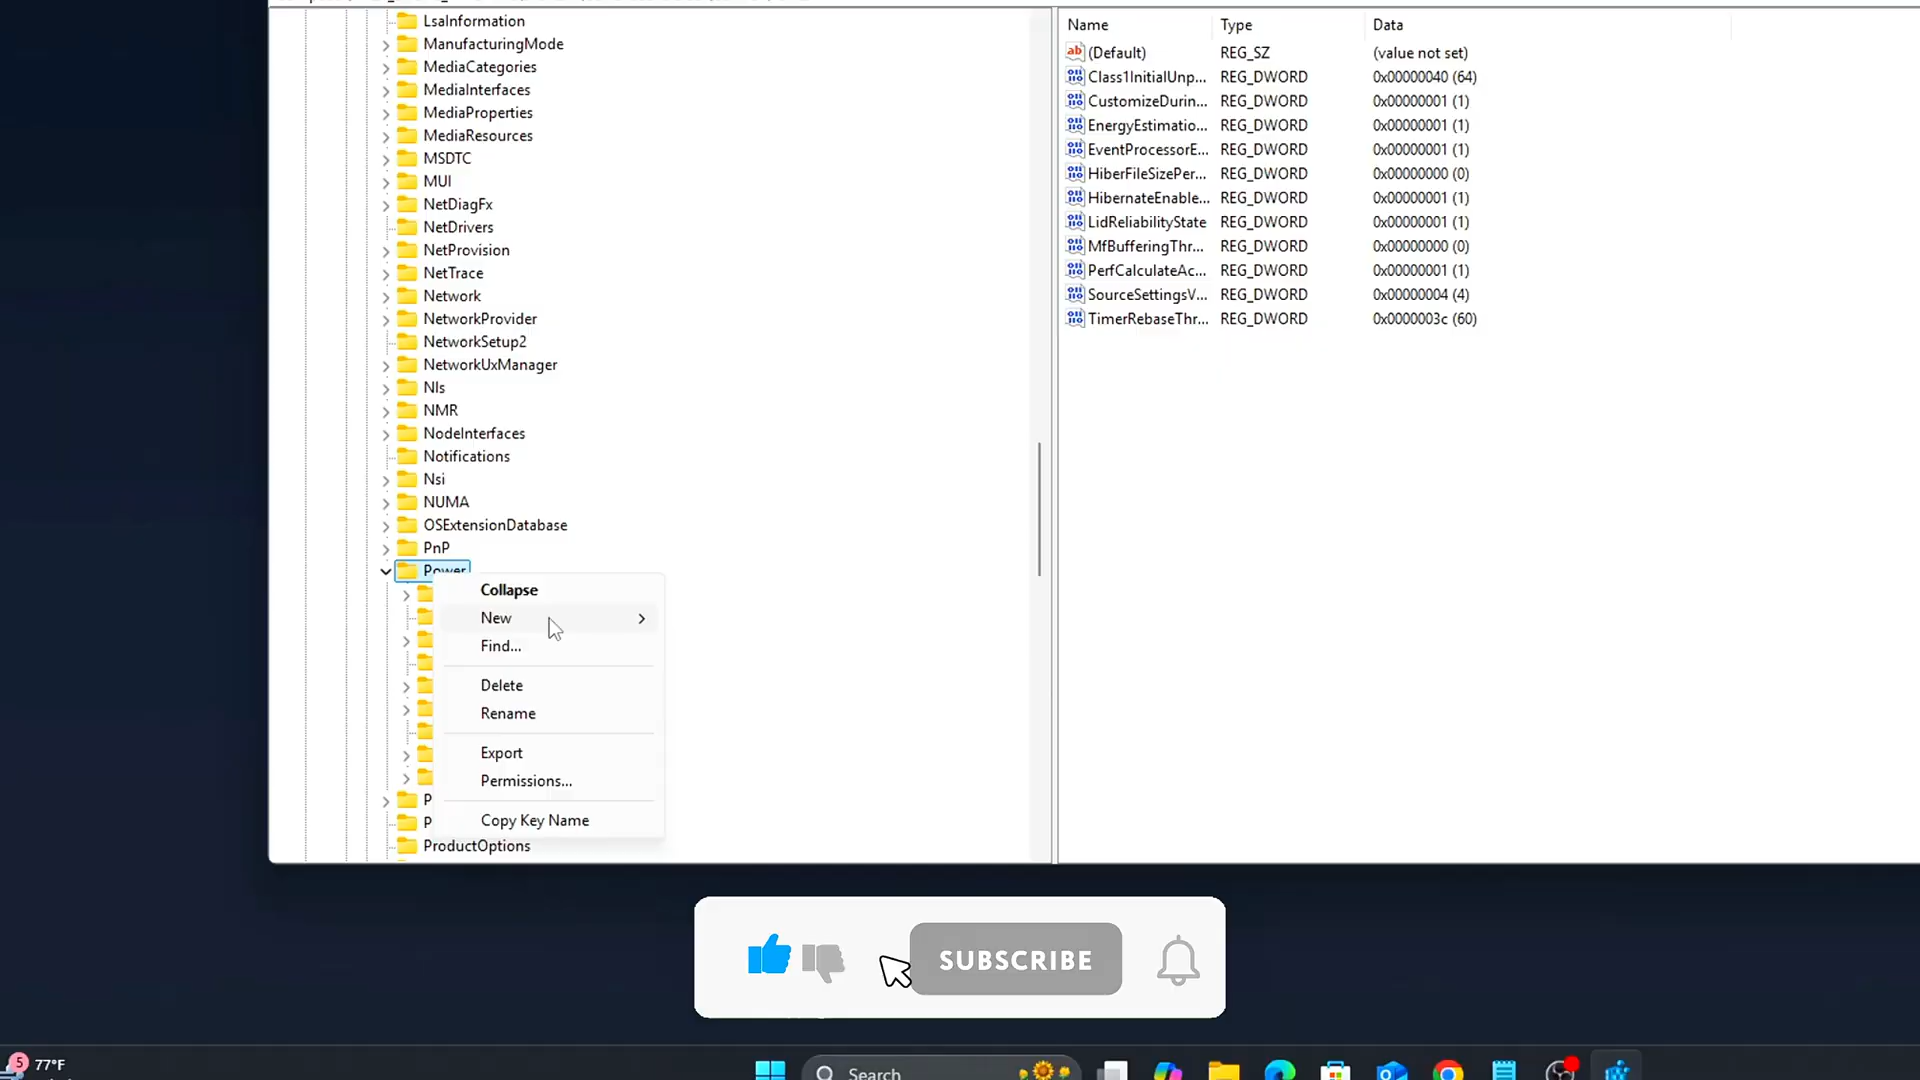 LsaInformation
ManufacturingMode
MediaCategories
MediaInterfaces
MediaProperties
MediaResources
MSDTC
MUI
NetDiagFx
NetDrivers
NetProvision
NetTrace
Network
NetworkProvider
NetworkSetup2
NetworkUxManager
Nls
NMR
NodeInterfaces
Notifications
Nsi
NUMA
OSExtensionDatabase
PnP
Power
Collapse
New
Find...
Delete
Rename
Export
Permissions...
Copy Key Name
P
P
ProductOptions
Name Type Data
(Default) REG_SZ (value not set)
Class1InitialUnp... REG_DWORD 0x00000040 (64)
CustomizeDurin... REG_DWORD 0x00000001 (1)
EnergyEstimatio... REG_DWORD 0x00000001 (1)
EventProcessorE... REG_DWORD 0x00000001 (1)
HiberFileSizePer... REG_DWORD 0x00000000 (0)
HibernateEnable... REG_DWORD 0x00000001 (1)
LidReliabilityState REG_DWORD 0x00000001 (1)
MfBufferingThr... REG_DWORD 0x00000000 (0)
PerfCalculateAc... REG_DWORD 0x00000001 (1)
SourceSettingsV... REG_DWORD 0x00000004 (4)
TimerRebaseThr... REG_DWORD 0x0000003c (60)
SUBSCRIBE
5
77°F
Search